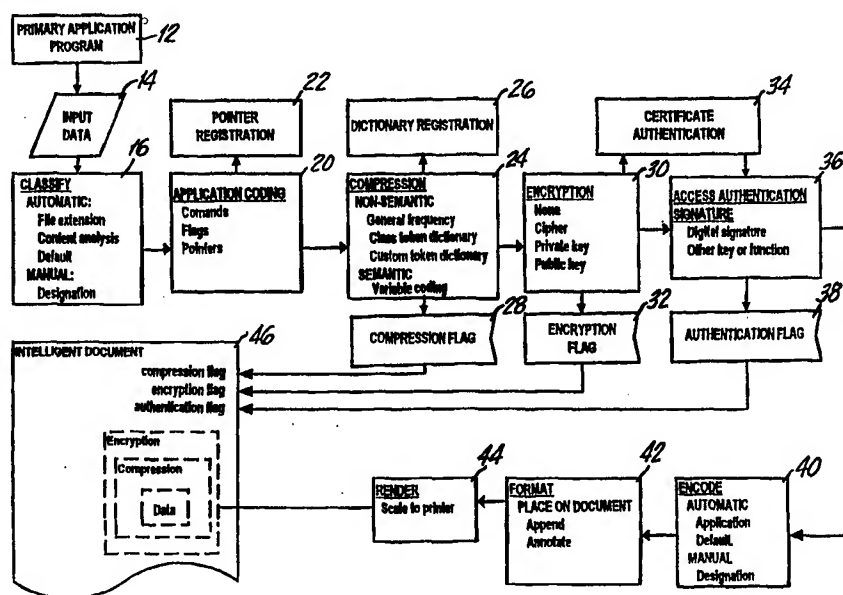 PRIMARY APPLICATION
PROGRAM
12
14
INPUT
DATA
22
POINTER
REGISTRATION
26
DICTIONARY REGISTRATION
34
CERTIFICATE
AUTHENTICATION
16
CLASSIFY
AUTOMATIC:
File extension
Content analysis
Default
MANUAL:
Designation
20
APPLICATION CODING
Comands
Flags
Pointers
24
COMPRESSION
NON-SEMANTIC
General frequency
Class token dictionary
Custom token dictionary
SEMANTIC
Variable coding
30
ENCRYPTION
None
Cipher
Private key
Public key
36
ACCESS AUTHENTICATION
SIGNATURE
Digital signature
Other key or function
28
COMPRESSION FLAG
32
ENCRYPTION
FLAG
38
AUTHENTICATION FLAG
46
INTELLIGENT DOCUMENT
compression flag
encryption flag
authentication flag
Encryption
Compression
Data
44
RENDER
Scale to printer
42
FORMAT
PLACE ON DOCUMENT
Append
Annotate
40
ENCODE
AUTOMATIC
Application
Default
MANUAL
Designation